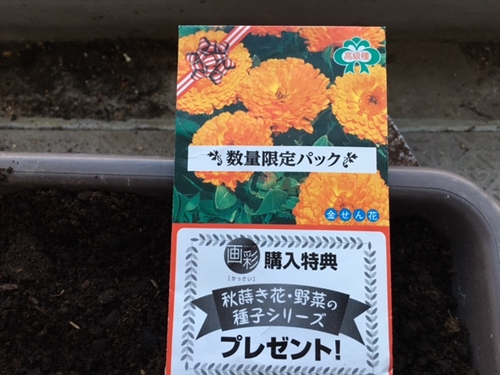 高級種
数量限定パック
金せん花
画彩 購入特典
[かっさい]
秋蒔き花・野菜の
種子シリーズ
プレゼント!